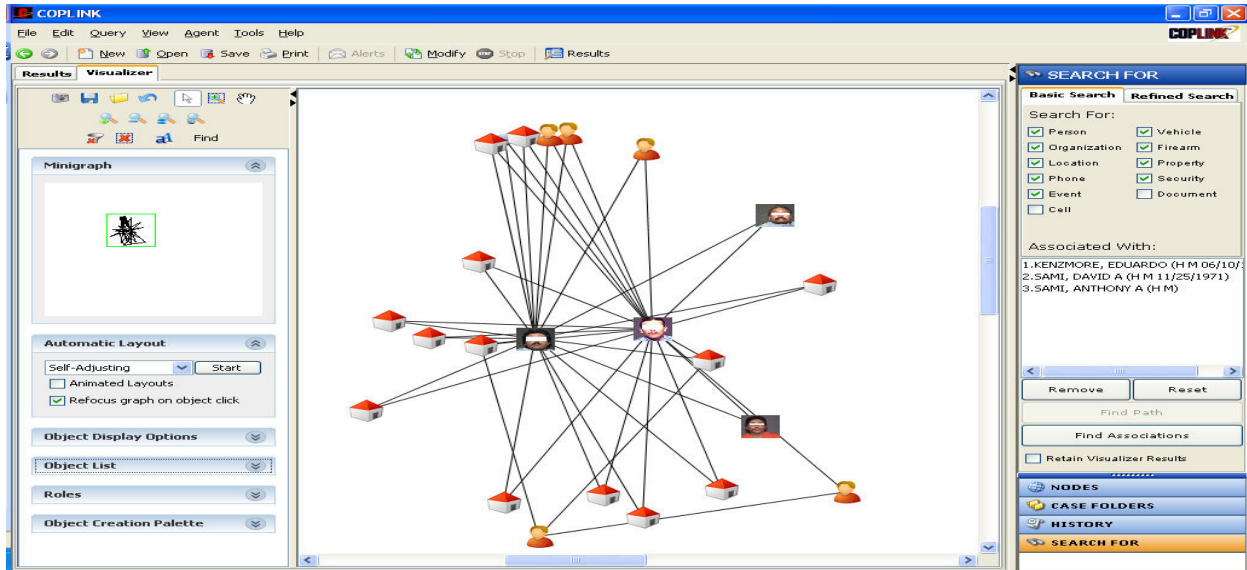 COPLINK
File Edit Query View Agent Tools Help
COPLINK
New Open Save Print Alerts Modify Stop Results
Results Visualizer
Find
Minigraph
Automatic Layout
Self-Adjusting Start
Animated Layouts
Refocus graph on object click
Object Display Options
Object List
Roles
Object Creation Palette
SEARCH FOR
Basic Search Refined Search
Search For:
Person Vehicle
Organization Firearm
Location Property
Phone Security
Event Document
Cell
Associated With:
1.KENZMORE, EDUARDO (H M 06/10/
2.SAMI, DAVID A (H M 11/25/1971)
3.SAMI, ANTHONY A (H M)
Remove Reset
Find Path
Find Associations
Retain Visualizer Results
NODES
CASE FOLDERS
HISTORY
SEARCH FOR